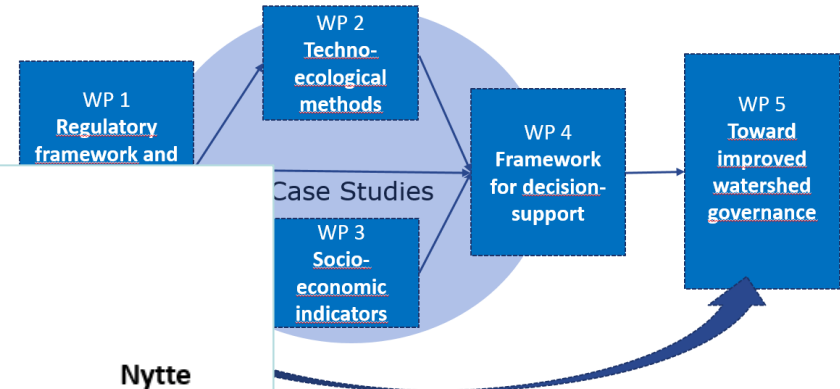 WP 1
Regulatory
framework and
WP 2
Techno-
ecological
methods
Case Studies
WP 3
Socio-
economic
indicators
WP 4
Framework
for decision-
support
WP 5
Toward
improved
watershed
governance
Nytte